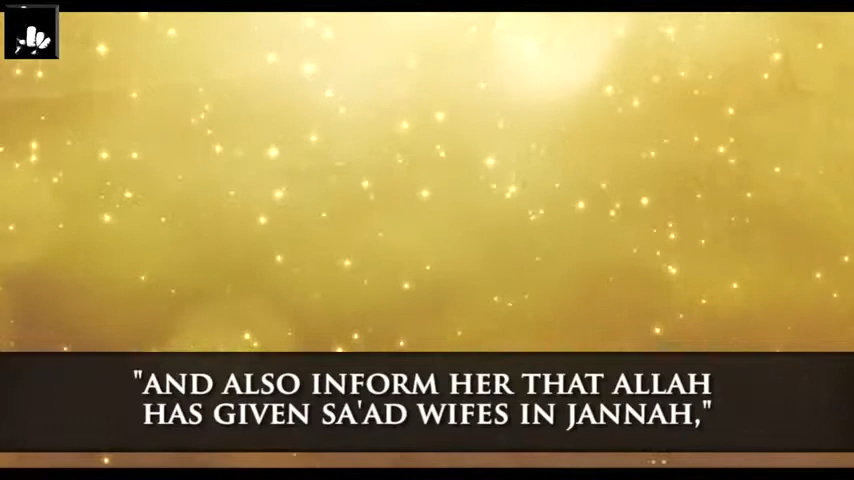 "AND ALSO INFORM HER THAT ALLAH
HAS GIVEN SA'AD WIFES IN JANNAH,"